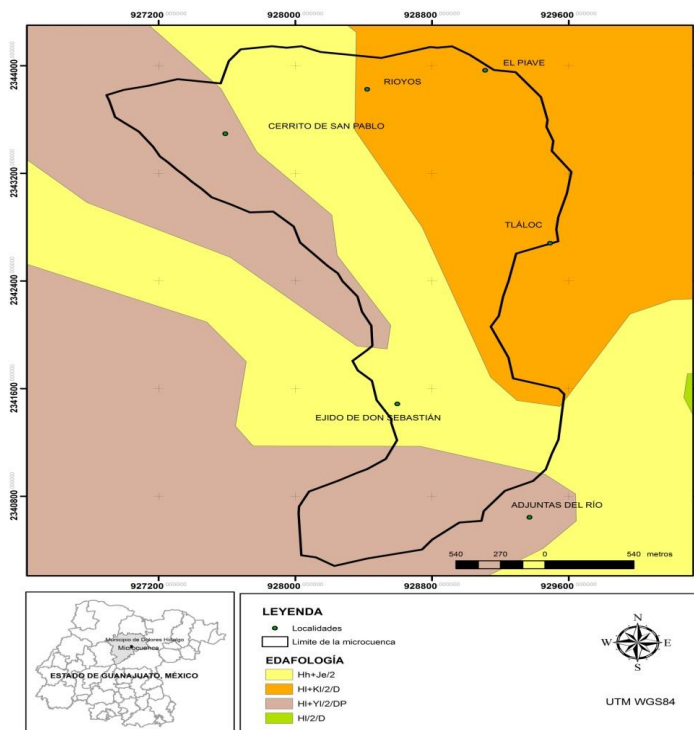 927200 928000 928800 929600
2344000
EL PIAVE
RIOYOS
CERRITO DE SAN PABLO
2343200
TLÁLOC
2342400
2341600
EJIDO DE DON SEBASTIÁN
2340800
ADJUNTAS DEL RÍO
540 270 0 540 metros
927200 928000 928800 929600
Municipio de Dolores Hidalgo
Microcuenca
ESTADO DE GUANAJUATO, MÉXICO
LEYENDA
Localidades
Limite de la microcuenca
EDAFOLOGÍA
Hh+Je/2
Hl+Kl/2/D
Hl+Yl/2/DP
Hl/2/D
N
W E
S
UTM WGS84